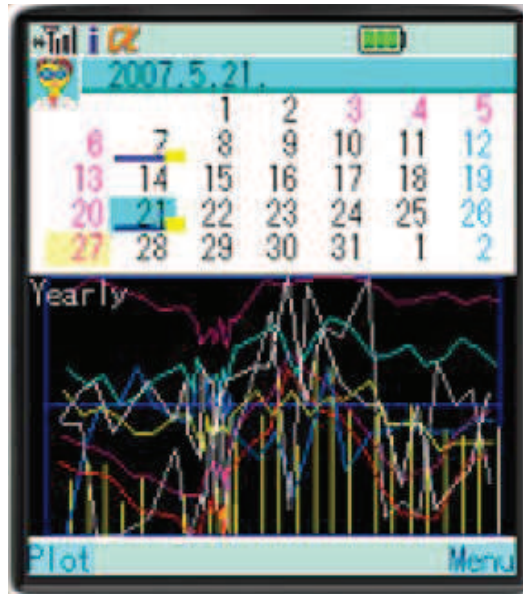 i α
2007.5.21.
1 2 3 4 5
6 7 8 9 10 11 12
13 14 15 16 17 18 19
20 21 22 23 24 25 26
27 28 29 30 31 1 2
Yearly
Plot Menu